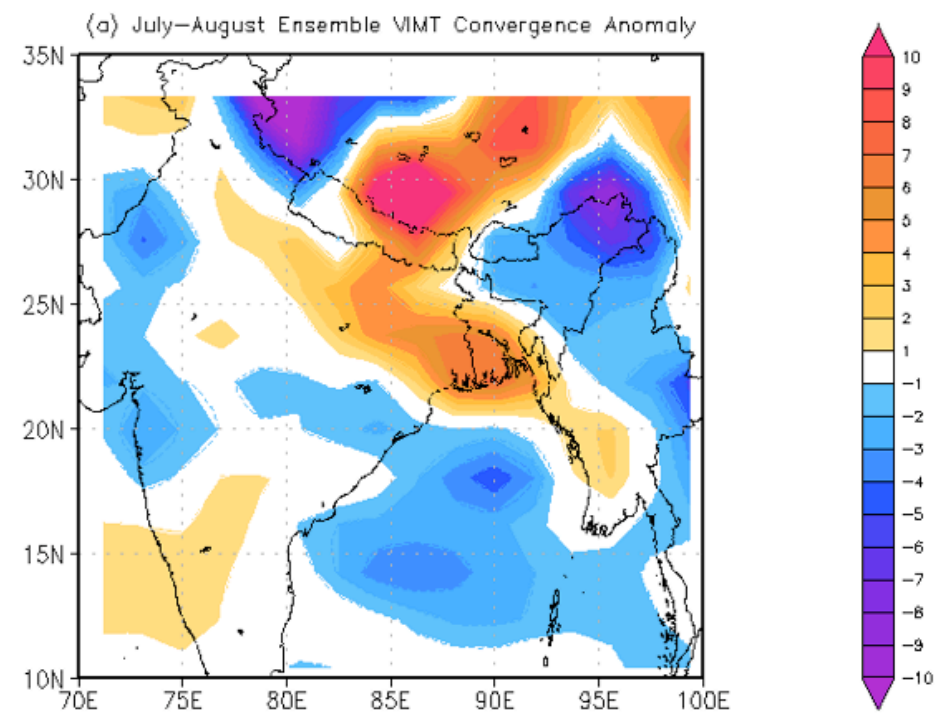 (a) July–August Ensemble VIMT Convergence Anomaly
35N
30N
25N
20N
15N
10N
70E 75E 80E 85E 90E 95E 100E
10
9
8
7
6
5
4
3
2
1
−1
−2
−3
−4
−5
−6
−7
−8
−9
−10